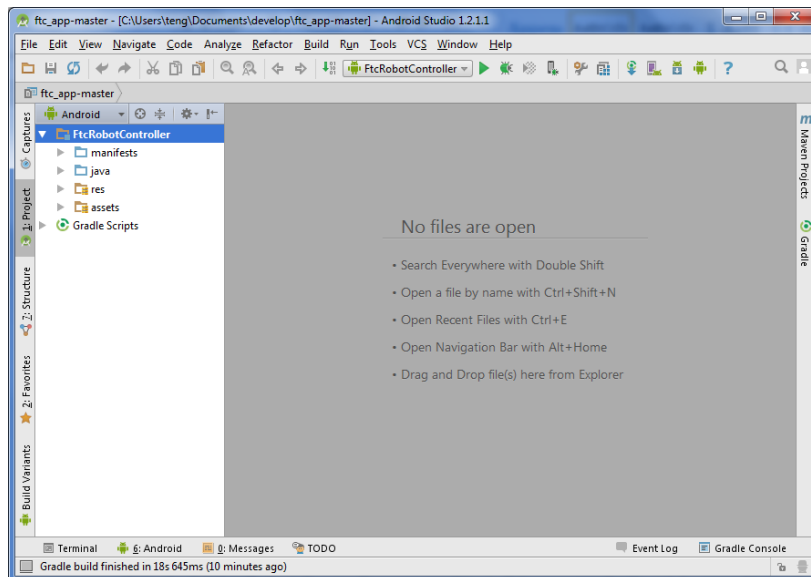 ftc_app-master - [C:\Users\teng\Documents\develop\ftc_app-master] - Android Studio 1.2.1.1
File Edit View Navigate Code Analyze Refactor Build Run Tools VCS Window Help
FtcRobotController
ftc_app-master
Android
Captures
1: Project
7: Structure
2: Favorites
Build Variants
FtcRobotController
manifests
java
res
assets
Gradle Scripts
No files are open
• Search Everywhere with Double Shift
• Open a file by name with Ctrl+Shift+N
• Open Recent Files with Ctrl+E
• Open Navigation Bar with Alt+Home
• Drag and Drop file(s) here from Explorer
m
Maven Projects
Gradle
Terminal 6: Android 0: Messages TODO Event Log Gradle Console
Gradle build finished in 18s 645ms (10 minutes ago)